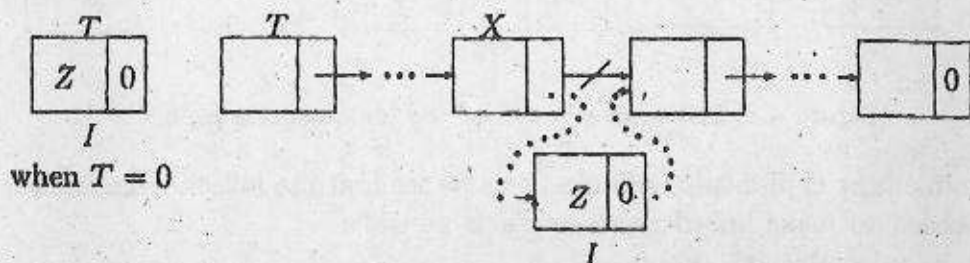 T T X
Z 0 0
I
when T = 0
Z 0
I